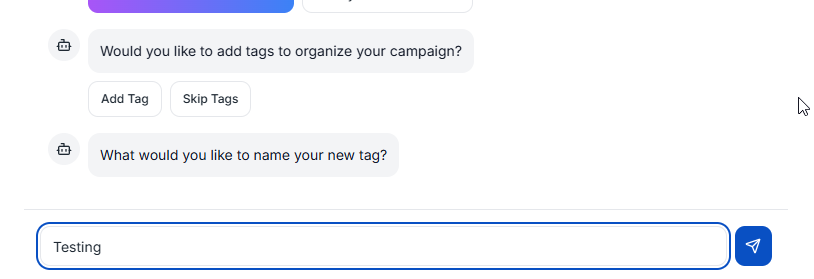 Would you like to add tags to organize your campaign?
Add Tag
Skip Tags
What would you like to name your new tag?
Testing